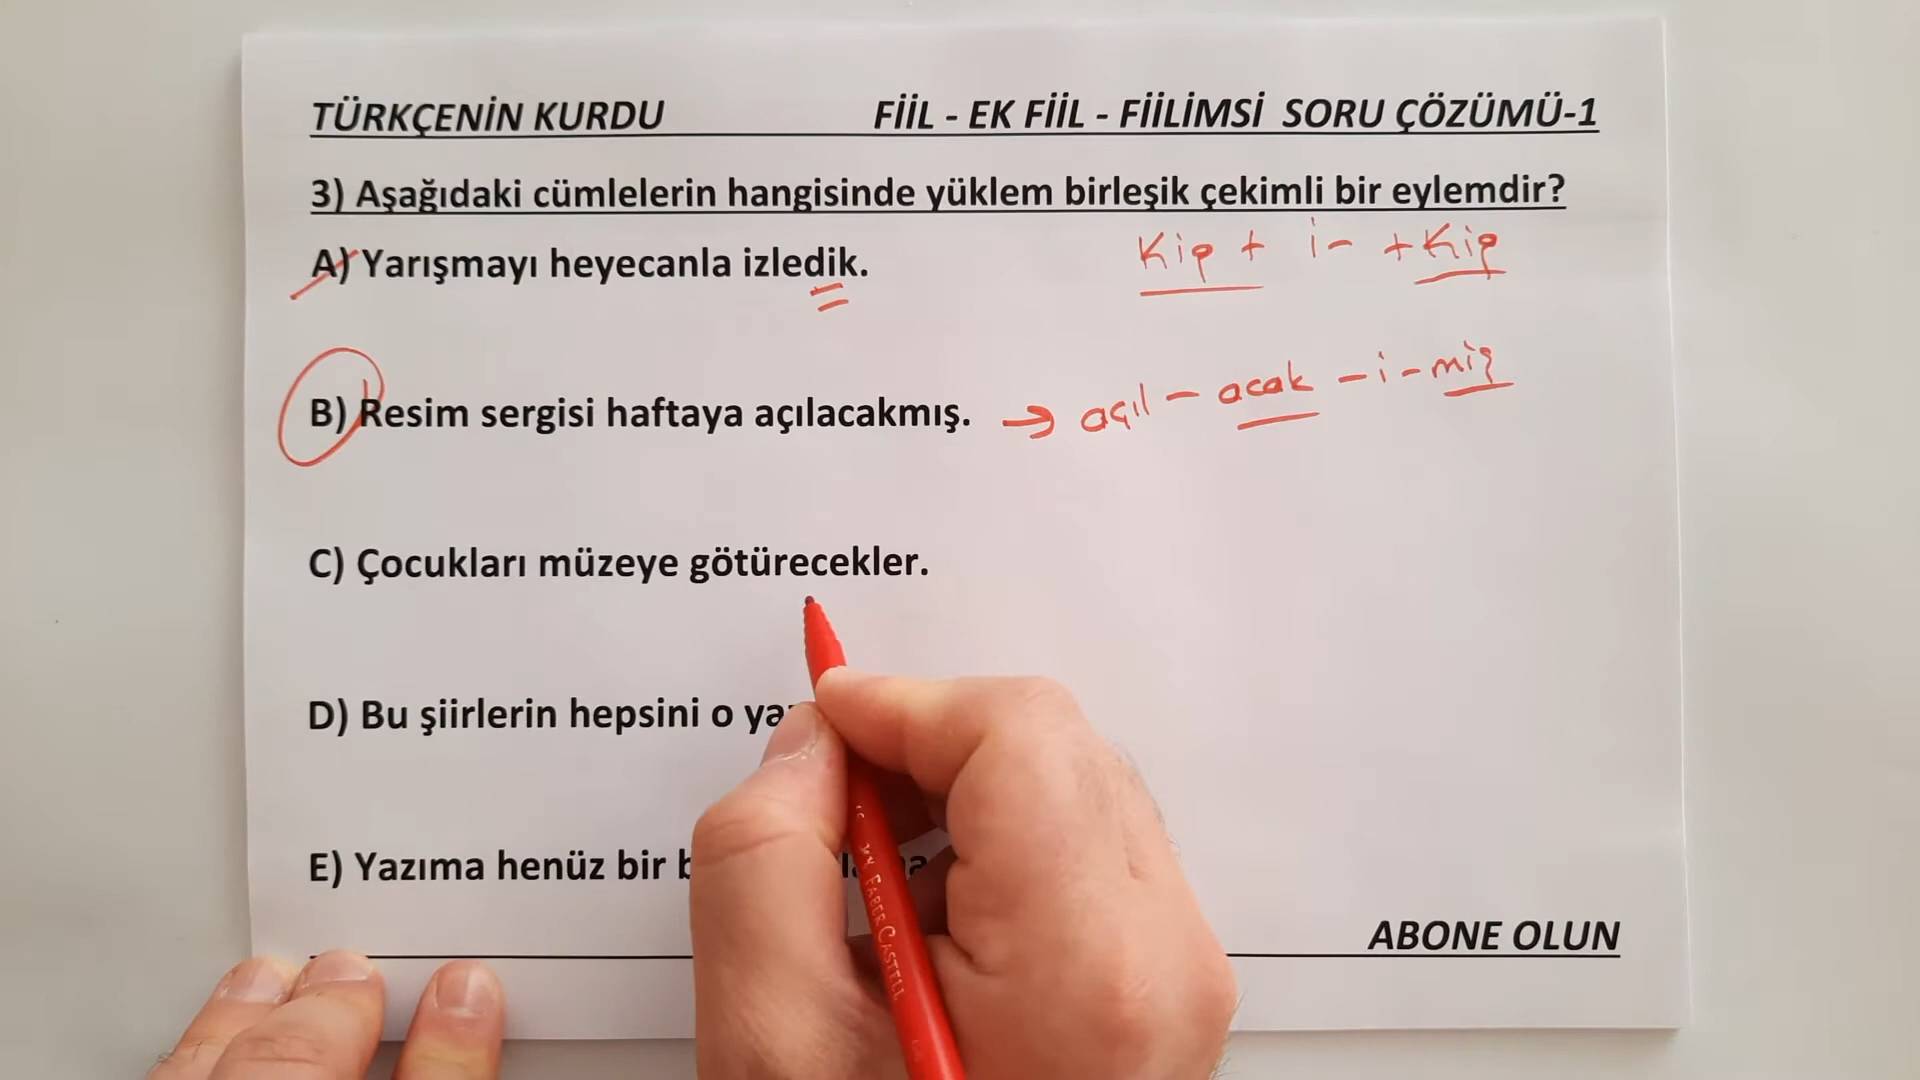 TÜRKÇENİN KURDU FİİL - EK FİİL - FİİLİMSİ SORU ÇÖZÜMÜ-1
3) Aşağıdaki cümlelerin hangisinde yüklem birleşik çekimli bir eylemdir?
A) Yarışmayı heyecanla izledik.
Kip + i- + Kip
B) Resim sergisi haftaya açılacakmış. → açıl - acak - i - miş
C) Çocukları müzeye götürecekler.
D) Bu şiirlerin hepsini o
E) Yazıma henüz bir
ABONE OLUN
FABER CASTELL